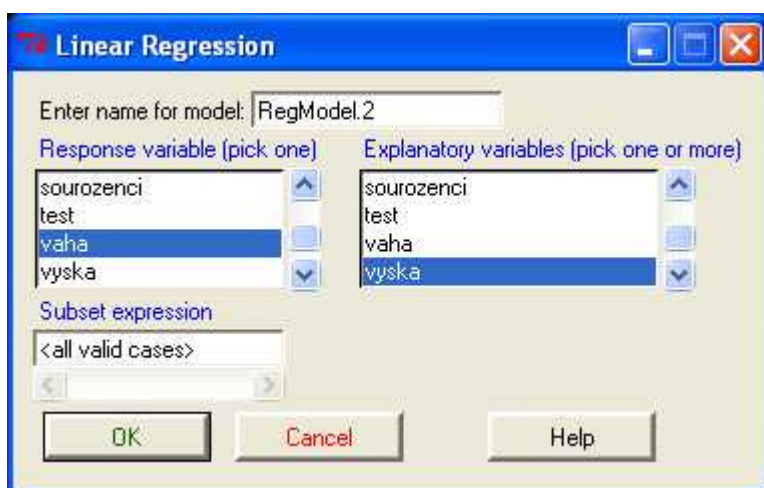 Linear Regression
Enter name for model: RegModel.2
Response variable (pick one) Explanatory variables (pick one or more)
sourozenci sourozenci
test test
vaha vaha
vyska vyska
Subset expression
<all valid cases>
OK Cancel Help